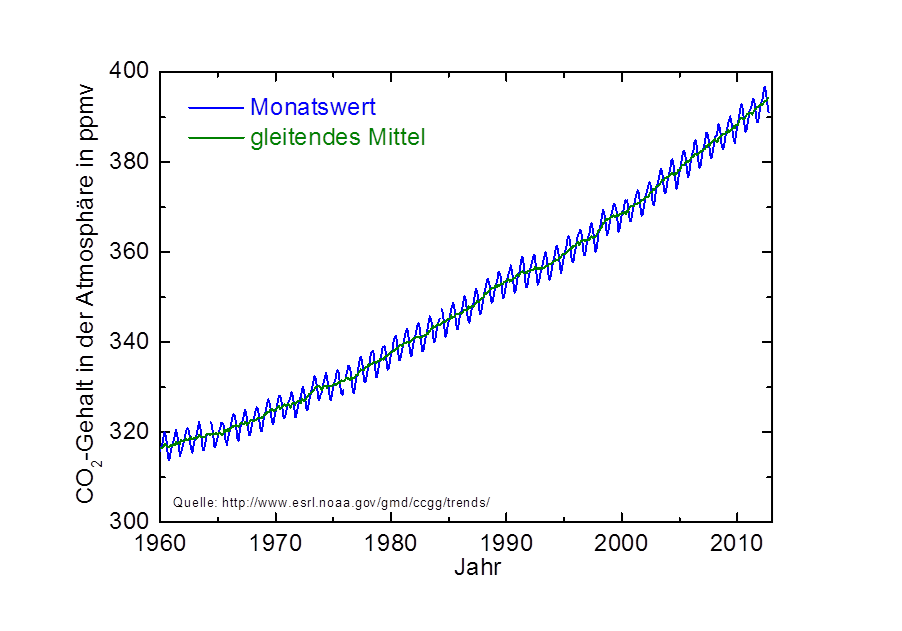 400
380
360
340
320
300
CO2-Gehalt in der Atmosphäre in ppmv
Monatswert
gleitendes Mittel
Quelle: http://www.esrl.noaa.gov/gmd/ccgg/trends/
1960 1970 1980 1990 2000 2010
Jahr